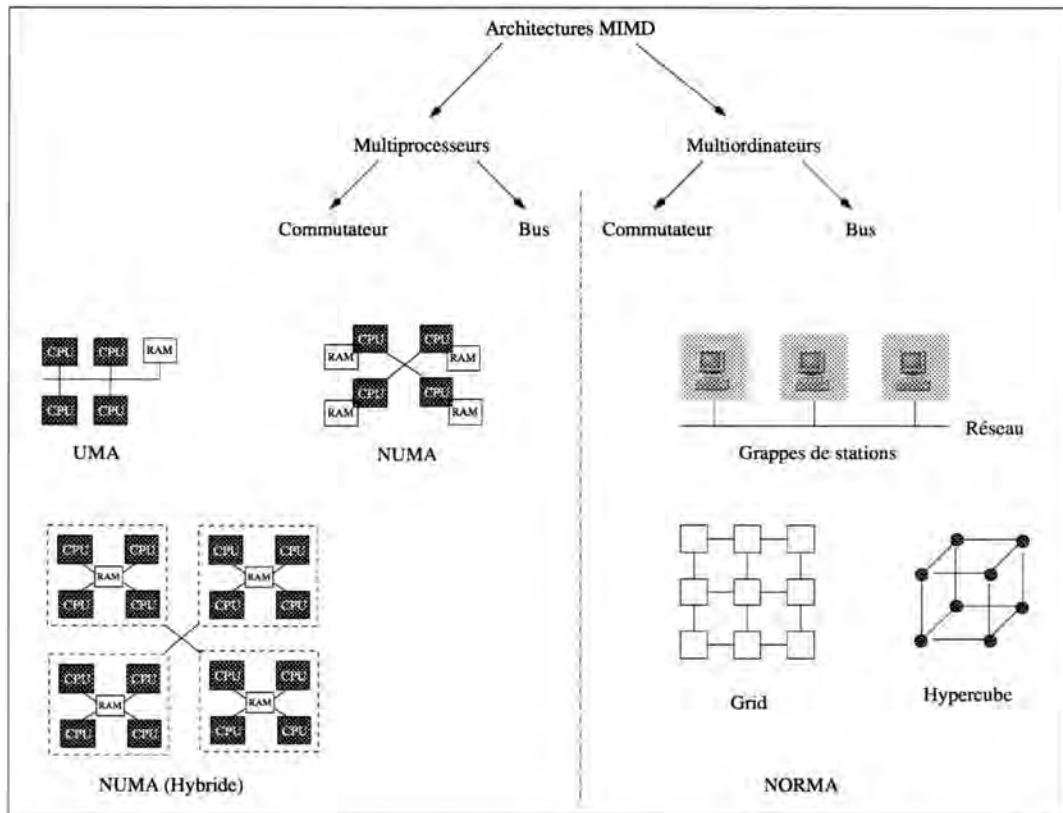 Architectures MIMD
Multiprocesseurs
Multiordinateurs
Commutateur
Bus
Commutateur
Bus
CPU
CPU
RAM
CPU
CPU
UMA
CPU
CPU
RAM
RAM
CPU
CPU
RAM
RAM
NUMA
Réseau
Grappes de stations
CPU
CPU
RAM
CPU
CPU
CPU
CPU
RAM
CPU
CPU
CPU
CPU
RAM
CPU
CPU
CPU
CPU
RAM
CPU
CPU
NUMA (Hybride)
Grid
Hypercube
NORMA